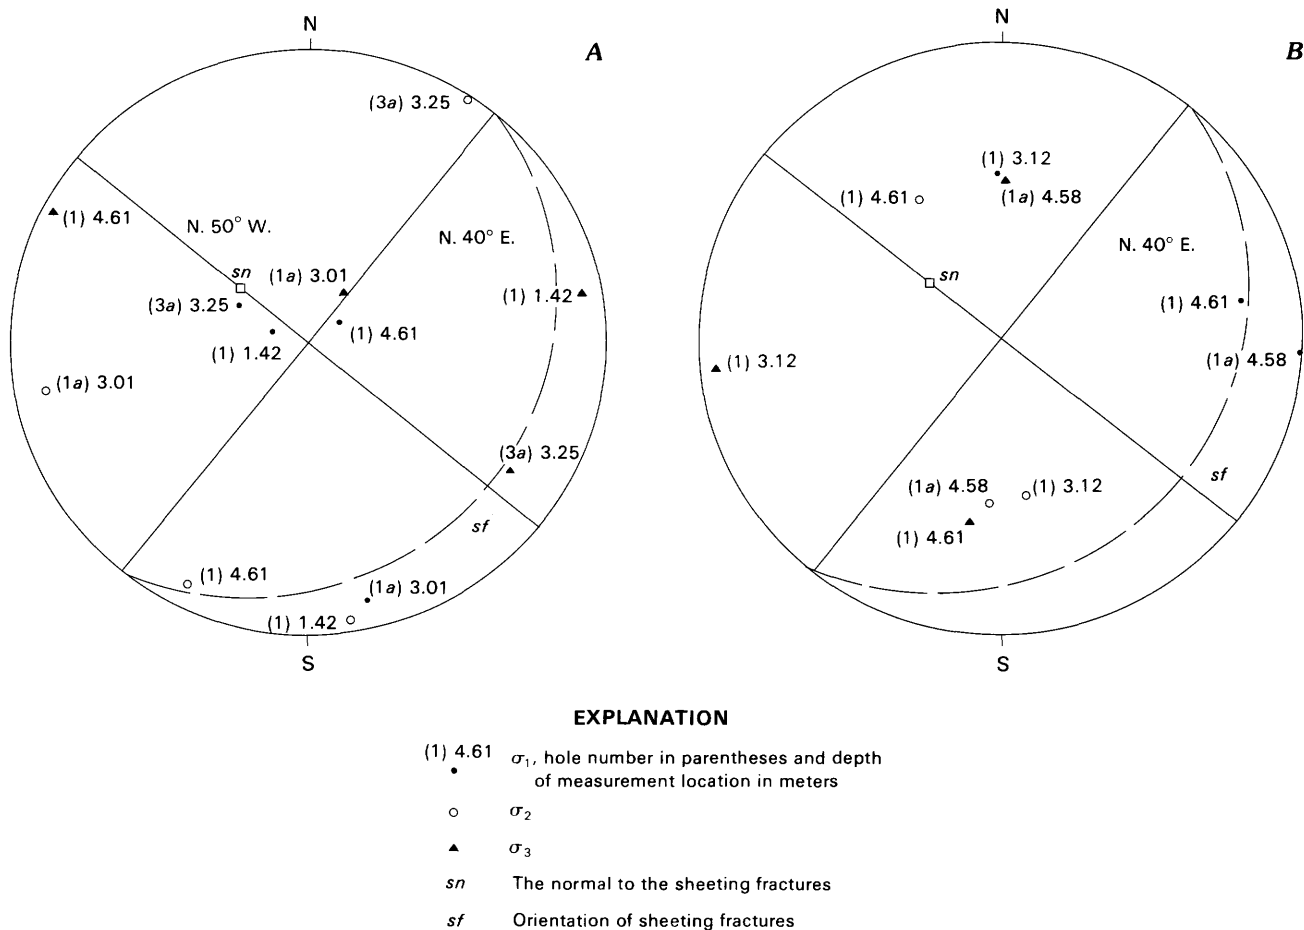 N
A
(3a) 3.25
(1) 4.61
N. 50° W.
N. 40° E.
sn
(1a) 3.01
(3a) 3.25
(1) 1.42
(1) 1.42
(1) 4.61
(1a) 3.01
(3a) 3.25
sf
(1) 4.61
(1a) 3.01
(1) 1.42
S
N
B
(1) 3.12
(1) 4.61
(1a) 4.58
N. 40° E.
sn
(1) 4.61
(1) 3.12
(1a) 4.58
sf
(1a) 4.58
(1) 3.12
(1) 4.61
S
EXPLANATION
(1) 4.61 σ1, hole number in parentheses and depth
of measurement location in meters
σ2
σ3
sn The normal to the sheeting fractures
sf Orientation of sheeting fractures